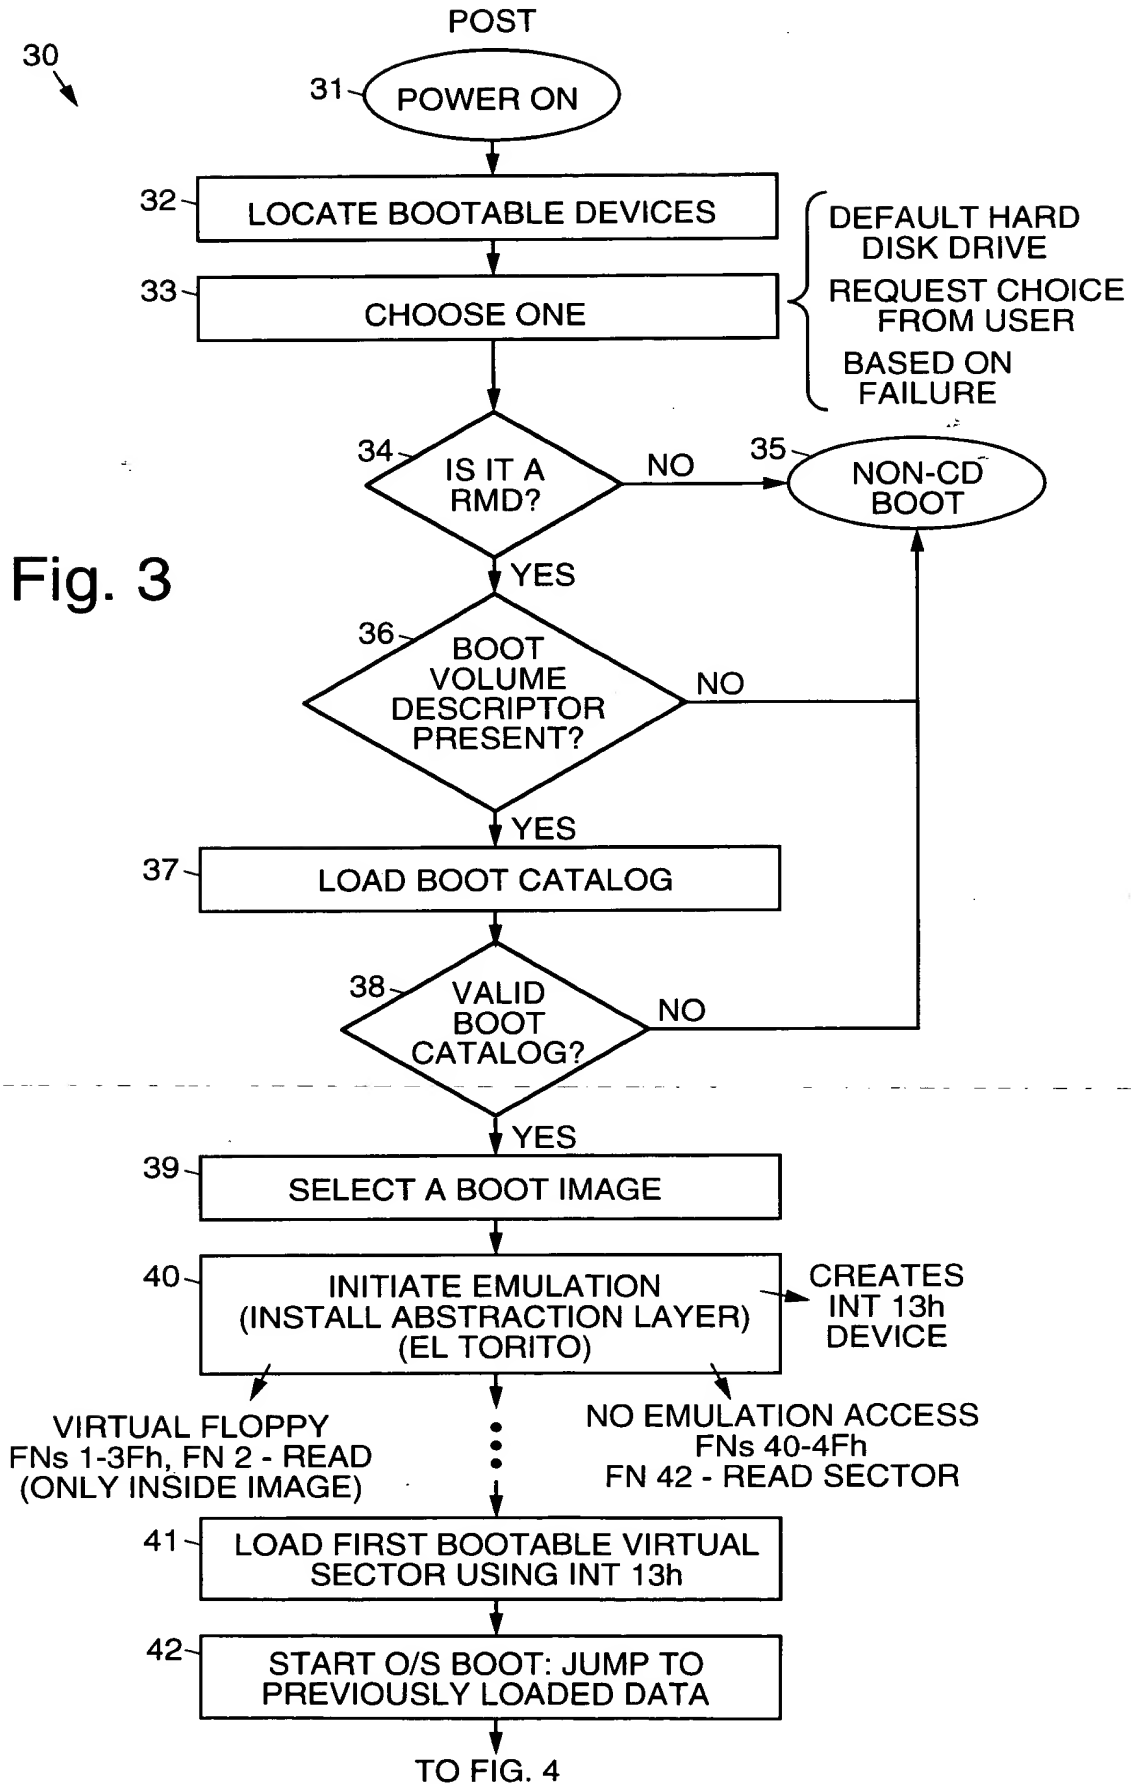 POST
30
31
POWER ON
32
LOCATE BOOTABLE DEVICES
DEFAULT HARD
DISK DRIVE
33
CHOOSE ONE
REQUEST CHOICE
FROM USER
BASED ON
FAILURE
34
IS IT A
RMD?
NO
35
NON-CD
BOOT
Fig. 3
YES
36
BOOT
VOLUME
DESCRIPTOR
PRESENT?
NO
YES
37
LOAD BOOT CATALOG
38
VALID
BOOT
CATALOG?
NO
YES
39
SELECT A BOOT IMAGE
40
INITIATE EMULATION
(INSTALL ABSTRACTION LAYER)
(EL TORITO)
CREATES
INT 13h
DEVICE
VIRTUAL FLOPPY
FNs 1-3Fh, FN 2 - READ
(ONLY INSIDE IMAGE)
NO EMULATION ACCESS
FNs 40-4Fh
FN 42 - READ SECTOR
41
LOAD FIRST BOOTABLE VIRTUAL
SECTOR USING INT 13h
42
START O/S BOOT: JUMP TO
PREVIOUSLY LOADED DATA
TO FIG. 4